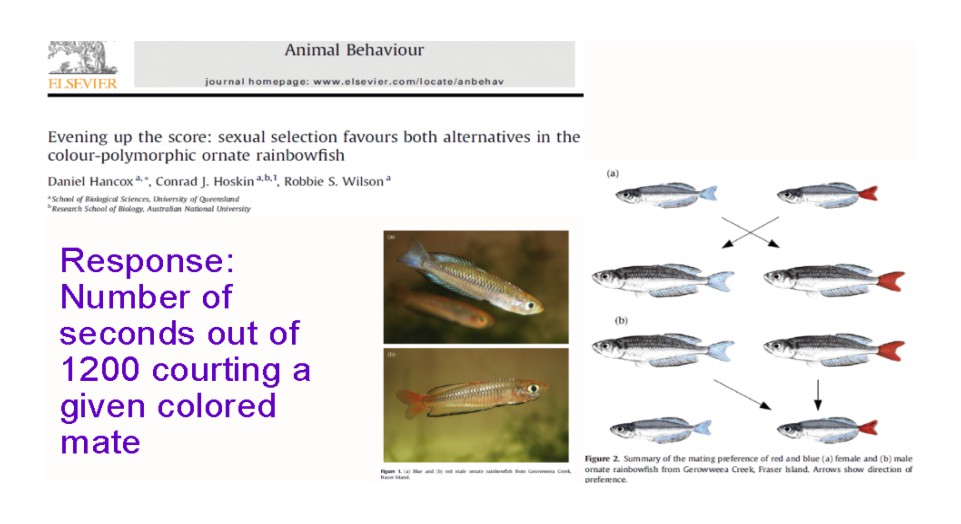 Animal Behaviour
ELSEVIER
journal homepage: www.elsevier.com/locate/anbehav
Evening up the score: sexual selection favours both alternatives in the
colour-polymorphic ornate rainbowfish
Daniel Hancox a,*, Conrad J. Hoskin a,b,1, Robbie S. Wilson a
a School of Biological Sciences, University of Queensland
b Research School of Biology, Australian National University
Response:
Number of
seconds out of
1200 courting a
given colored
mate
(a)
(b)
Figure 1. (a) Blue and (b) red male ornate rainbowfish from Gerowweea Creek,
Fraser Island.
(a)
(b)
Figure 2. Summary of the mating preference of red and blue (a) female and (b) male
ornate rainbowfish from Gerowweea Creek, Fraser Island. Arrows show direction of
preference.